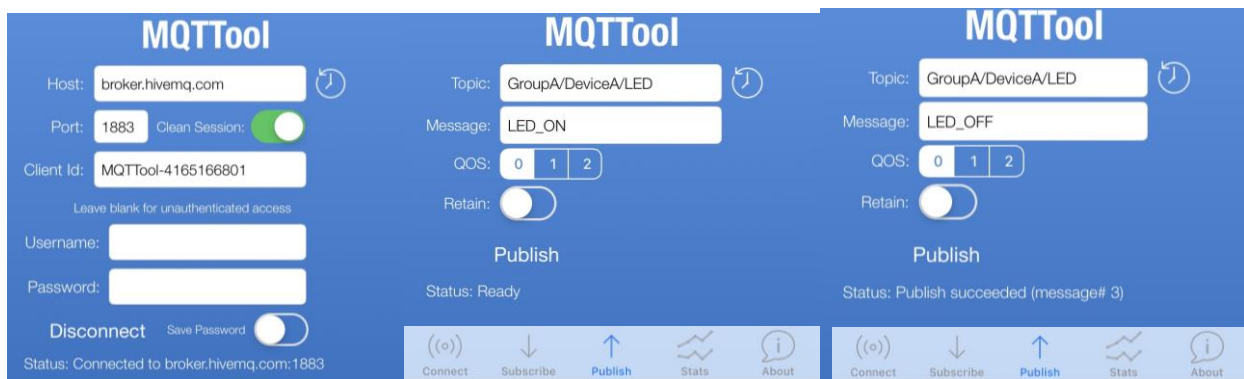 MQTTool
Host: broker.hivemq.com
Port: 1883 Clean Session:
Client Id: MQTTool-4165166801
Leave blank for unauthenticated access
Username:
Password:
Disconnect Save Password
Status: Connected to broker.hivemq.com:1883
MQTTool
Topic: GroupA/DeviceA/LED
Message: LED_ON
QOS: 0 1 2
Retain:
Publish
Status: Ready
Connect Subscribe Publish Stats About
MQTTool
Topic: GroupA/DeviceA/LED
Message: LED_OFF
QOS: 0 1 2
Retain:
Publish
Status: Publish succeeded (message# 3)
Connect Subscribe Publish Stats About